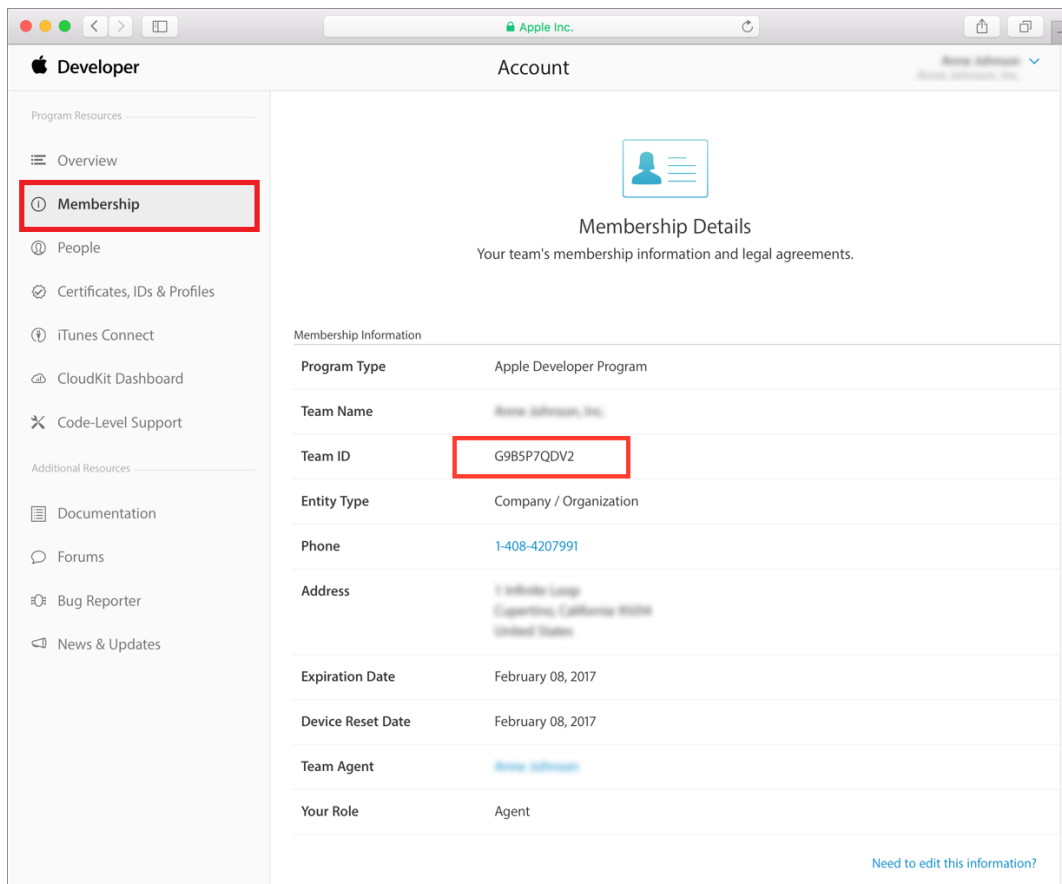 Apple Inc.
Developer
Account
Program Resources
Overview
Membership
People
Certificates, IDs & Profiles
iTunes Connect
CloudKit Dashboard
Code-Level Support
Additional Resources
Documentation
Forums
Bug Reporter
News & Updates
Membership Details
Your team's membership information and legal agreements.
Membership Information
Program Type Apple Developer Program
Team Name
Team ID G9B5P7QDV2
Entity Type Company / Organization
Phone 1-408-4207991
Address
Expiration Date February 08, 2017
Device Reset Date February 08, 2017
Team Agent
Your Role Agent
Need to edit this information?